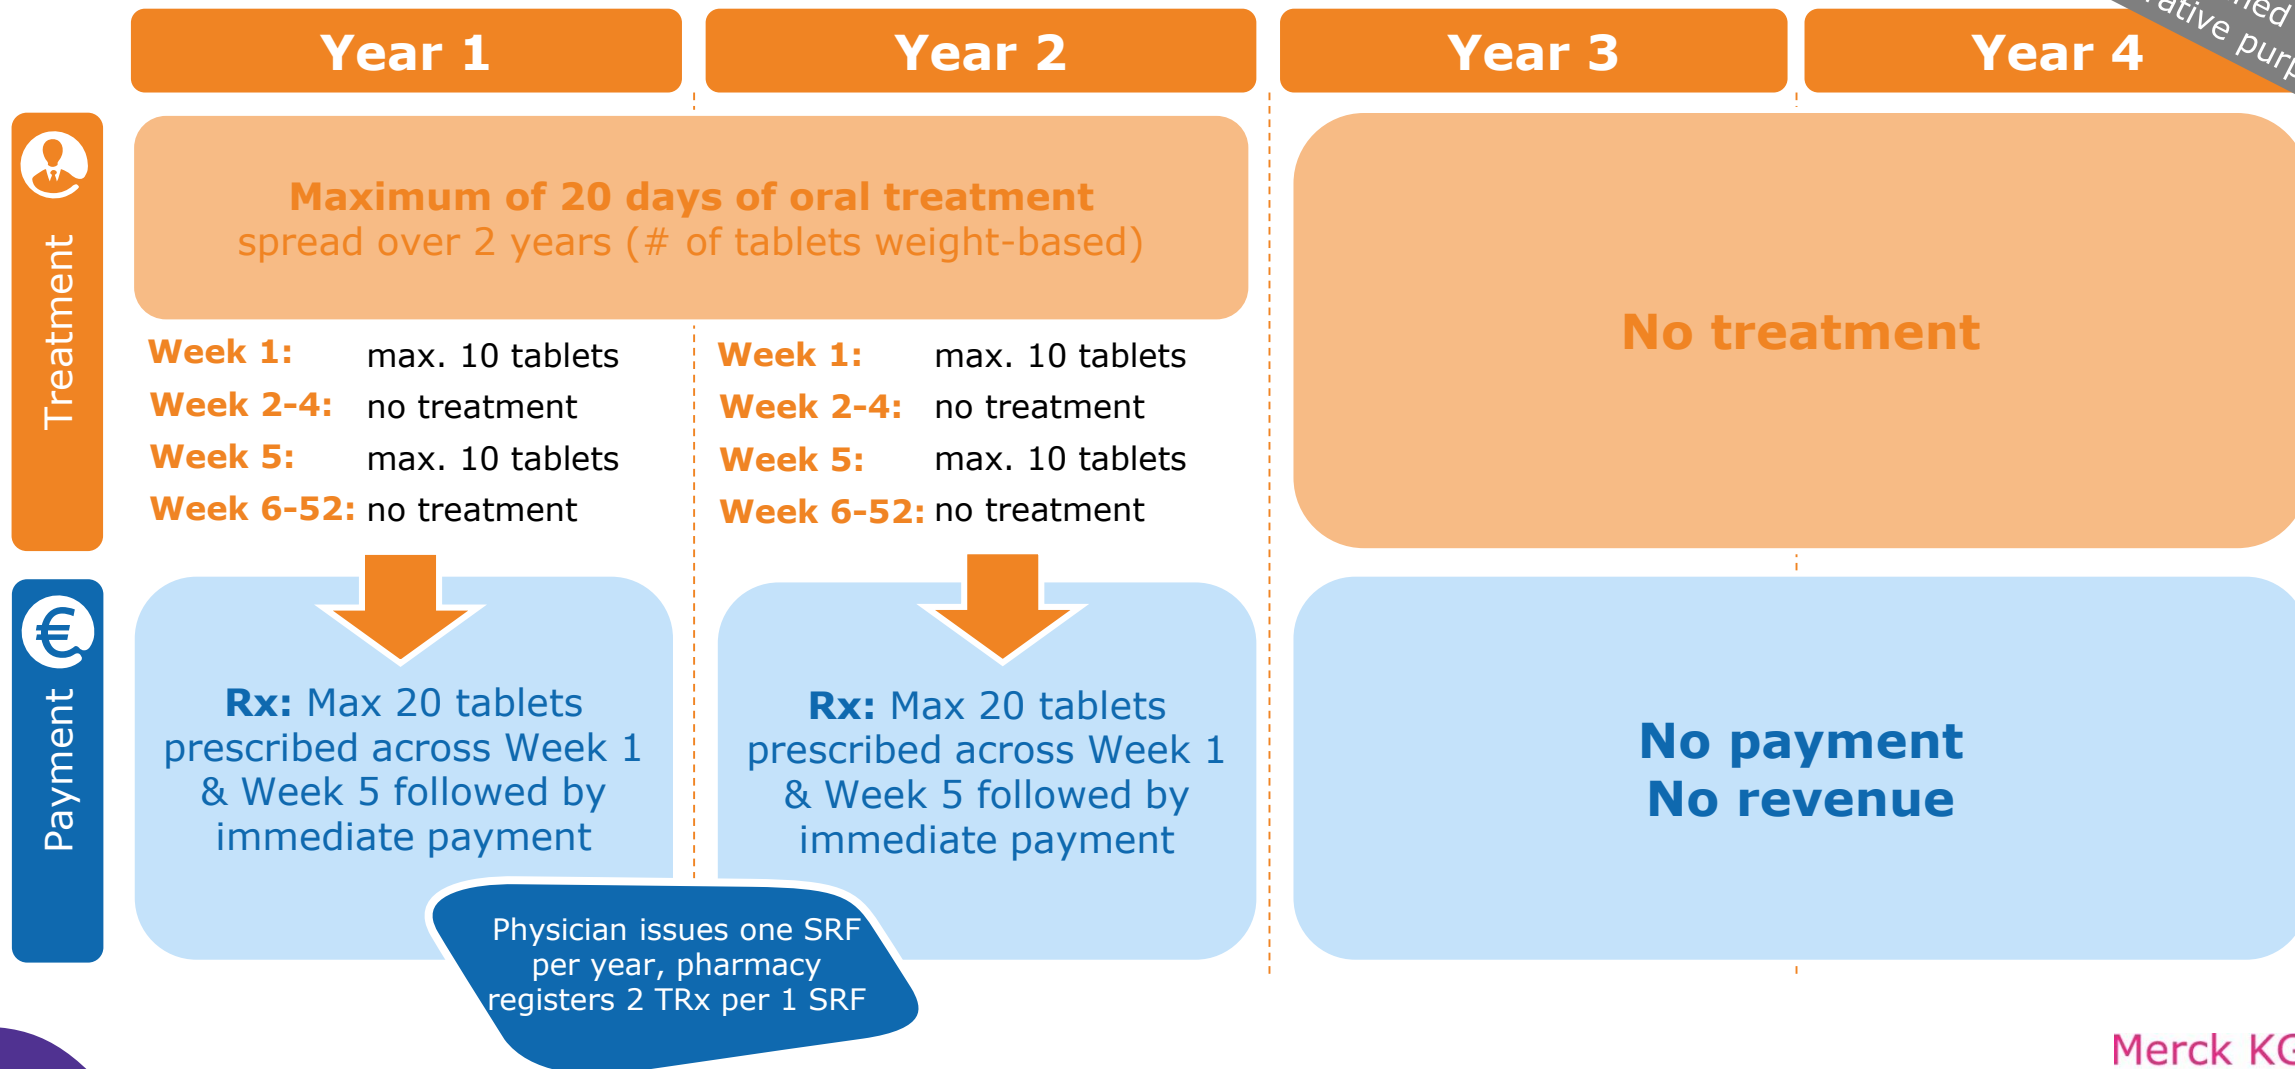 Year 1
Year 2
Year 3
Year 4
purp
Treatment
Maximum of 20 days of oral treatment
spread over 2 years (# of tablets weight-based)
Week 1: max. 10 tablets
Week 2-4: no treatment
Week 5: max. 10 tablets
Week 6-52: no treatment
Week 1: max. 10 tablets
Week 2-4: no treatment
Week 5: max. 10 tablets
Week 6-52: no treatment
No treatment
Payment
€
Rx: Max 20 tablets
prescribed across Week 1
& Week 5 followed by
immediate payment
Rx: Max 20 tablets
prescribed across Week 1
& Week 5 followed by
immediate payment
No payment
No revenue
Physician issues one SRF
per year, pharmacy
registers 2 TRx per 1 SRF
Merck KG